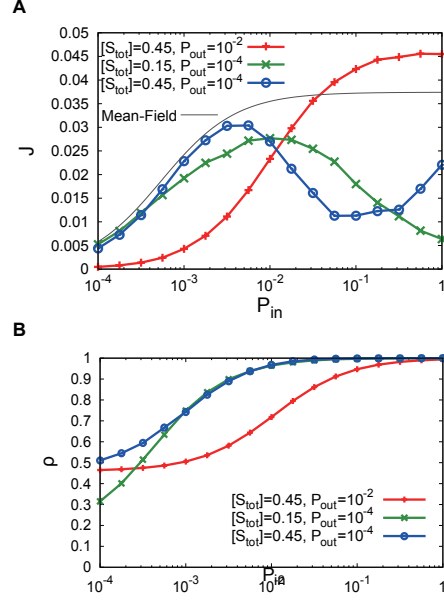 A
[S_tot]=0.45, P_out=10^-2
[S_tot]=0.15, P_out=10^-4
[S_tot]=0.45, P_out=10^-4
Mean-Field
J
0.05
0.045
0.04
0.035
0.03
0.025
0.02
0.015
0.01
0.005
0
10^-4 10^-3 10^-2 10^-1 1
P_in
B
ρ
1
0.9
0.8
0.7
0.6
0.5
0.4
0.3
0.2
0.1
0
[S_tot]=0.45, P_out=10^-2
[S_tot]=0.15, P_out=10^-4
[S_tot]=0.45, P_out=10^-4
10^-4 10^-3 10^-2 10^-1 1
P_in